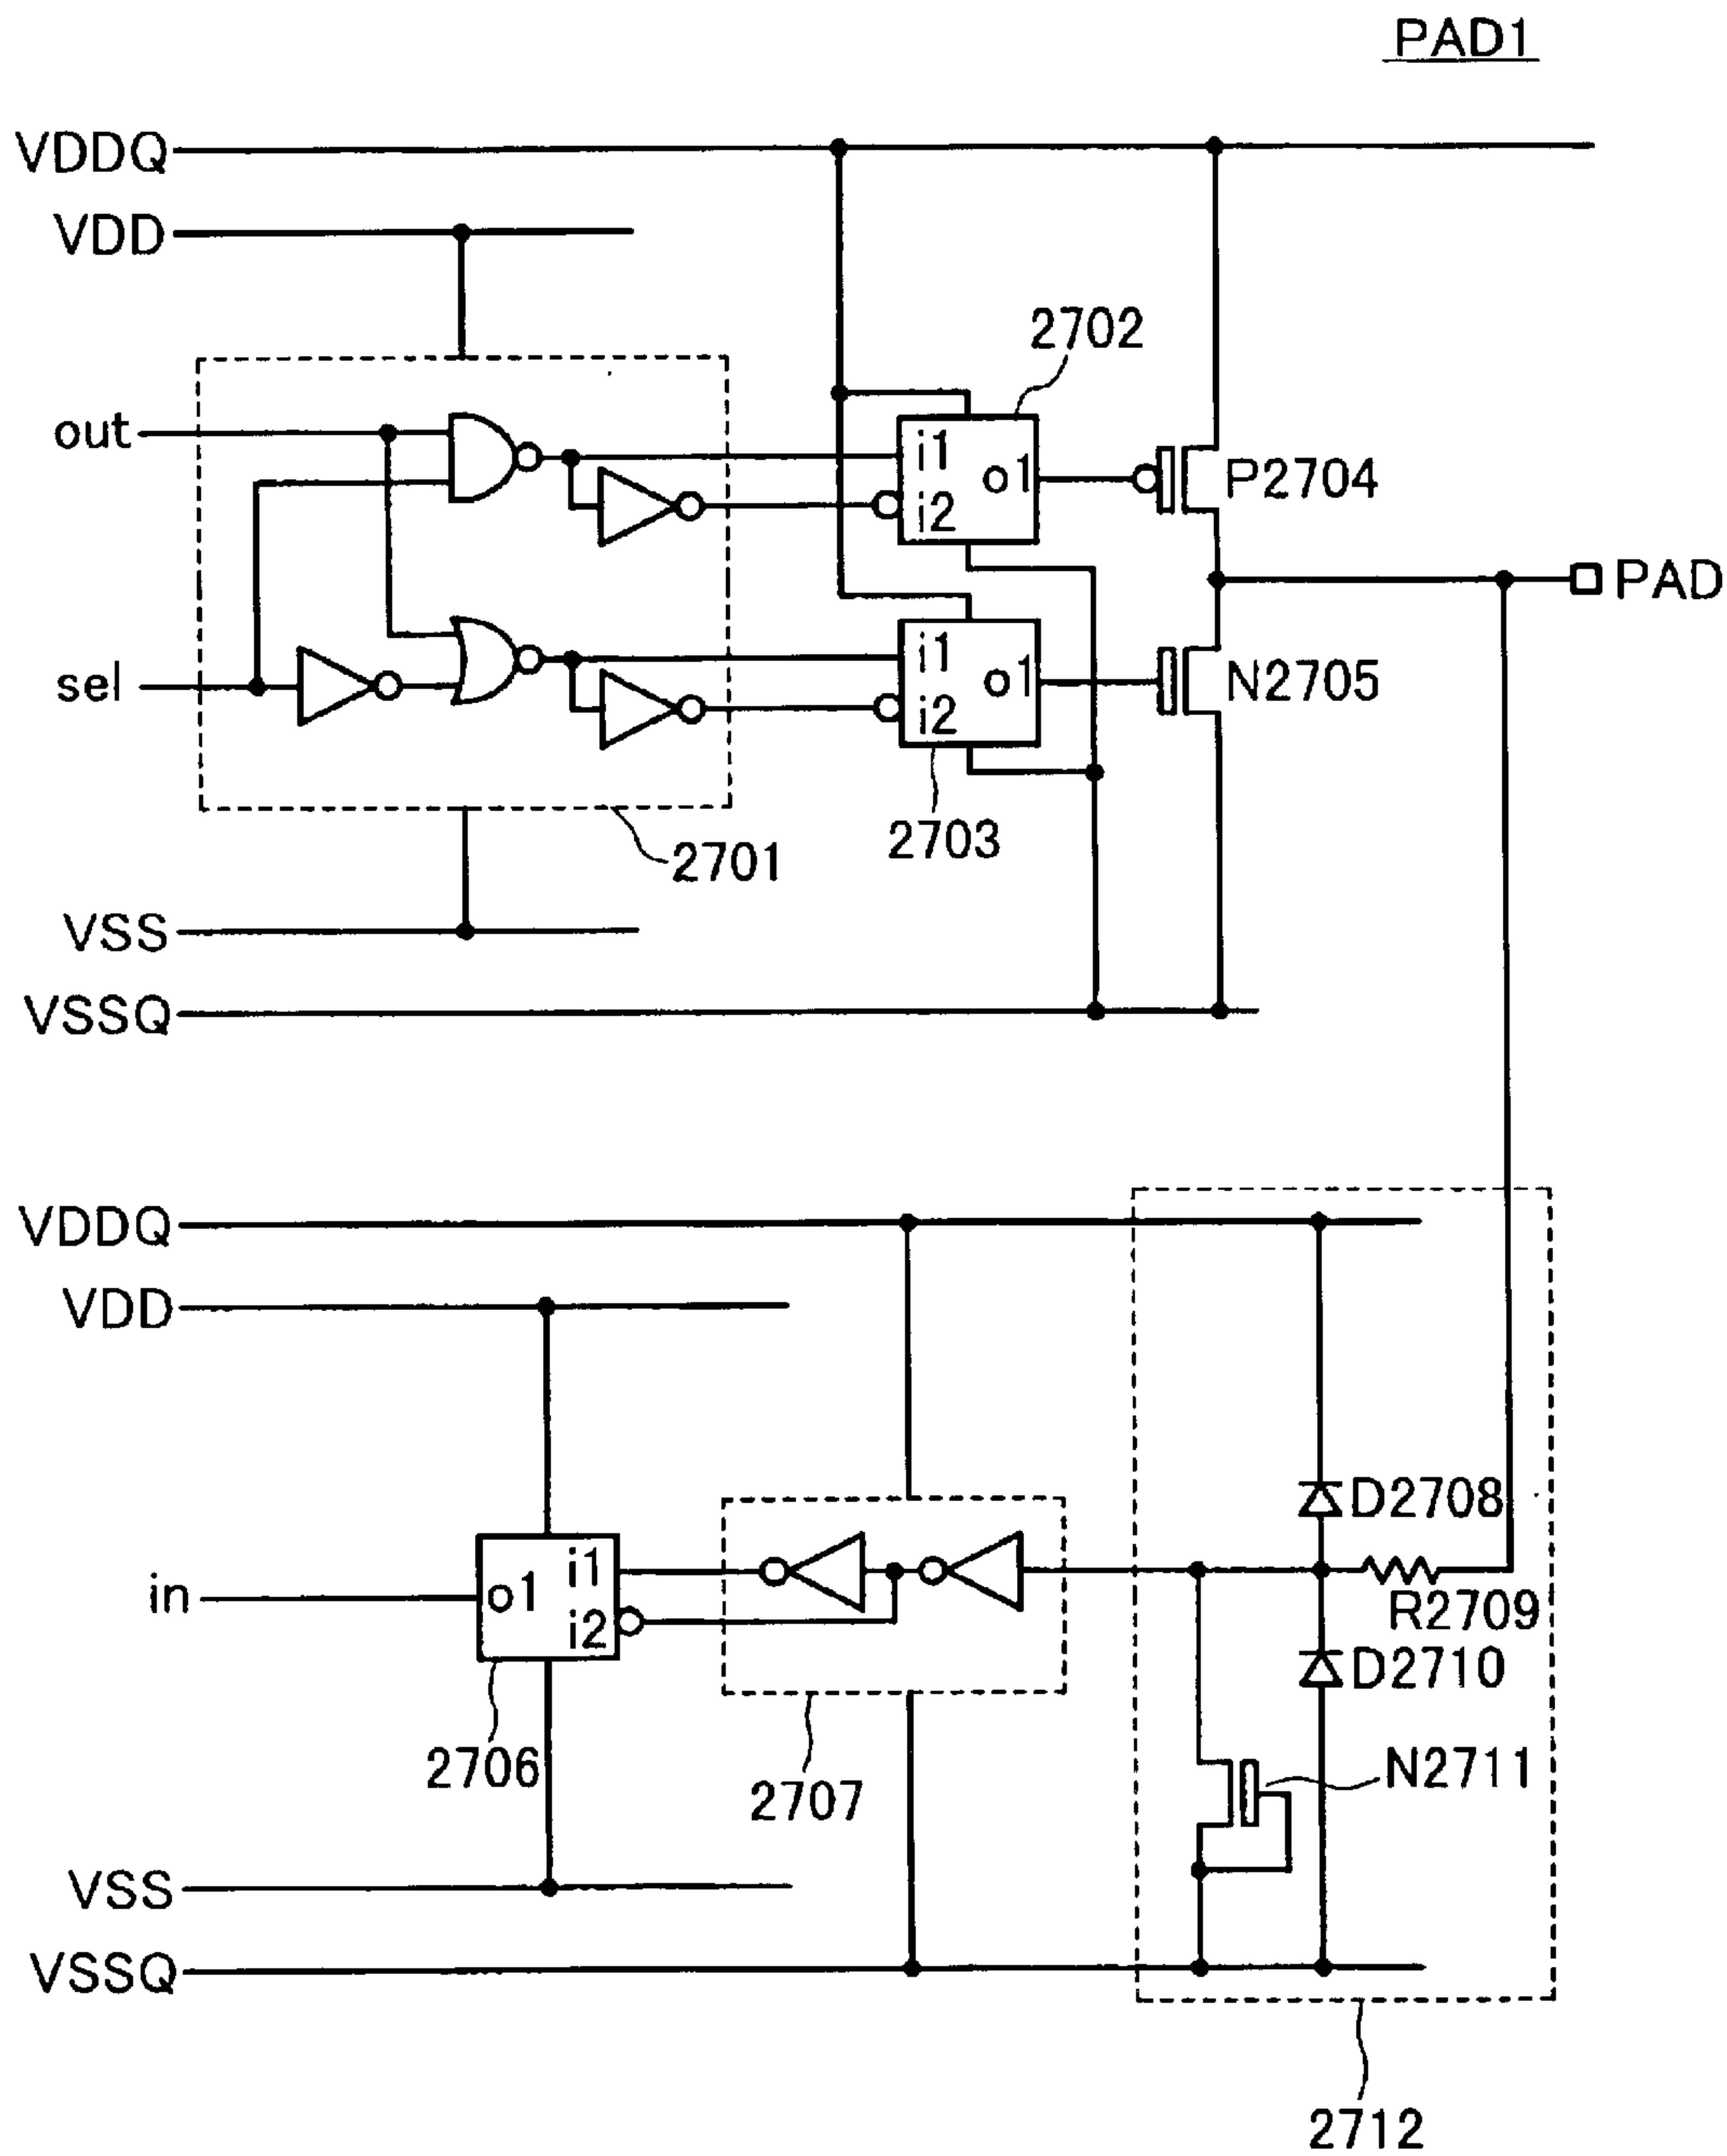 PAD1
VDDQ
VDD
2702
out
i1
o1
i2
P2704
PAD
sel
i1
o1
i2
N2705
2703
2701
VSS
VSSQ
VDDQ
VDD
D2708
in
o1
i1
i2
R2709
D2710
2706
2707
N2711
VSS
VSSQ
2712